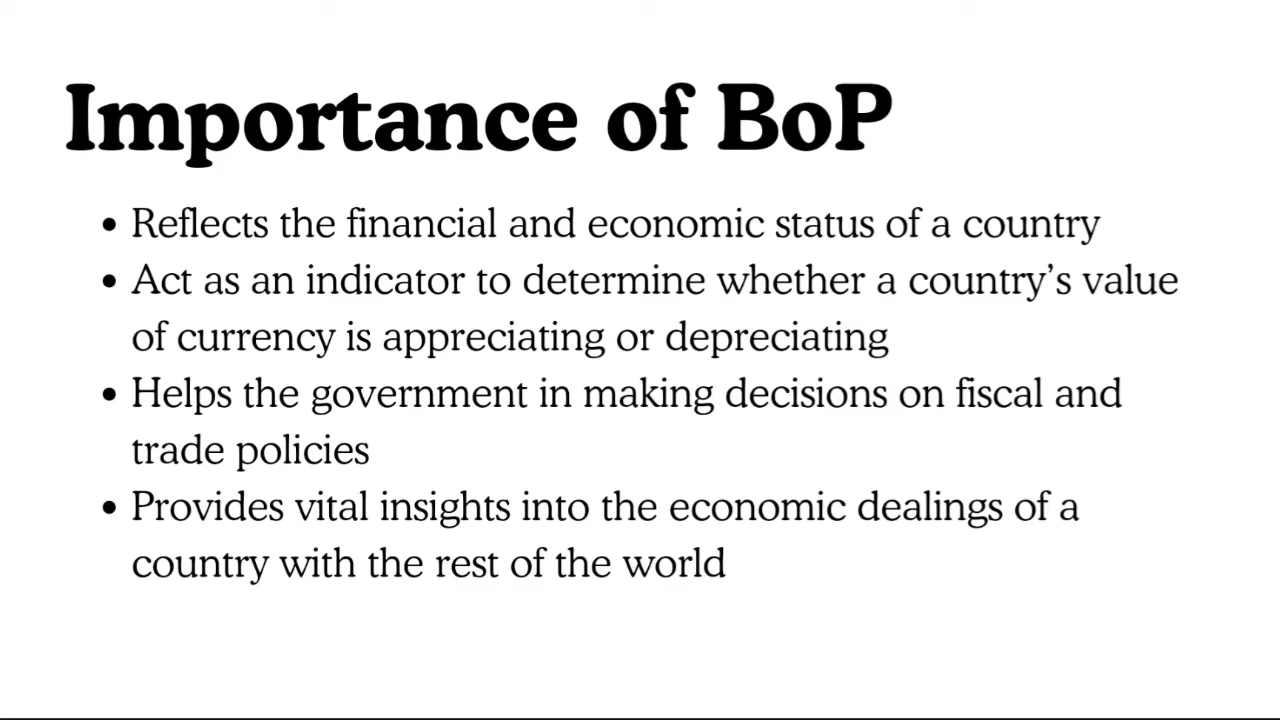 Importance of BoP
• Reflects the financial and economic status of a country
• Act as an indicator to determine whether a country’s value
of currency is appreciating or depreciating
• Helps the government in making decisions on fiscal and
trade policies
• Provides vital insights into the economic dealings of a
country with the rest of the world